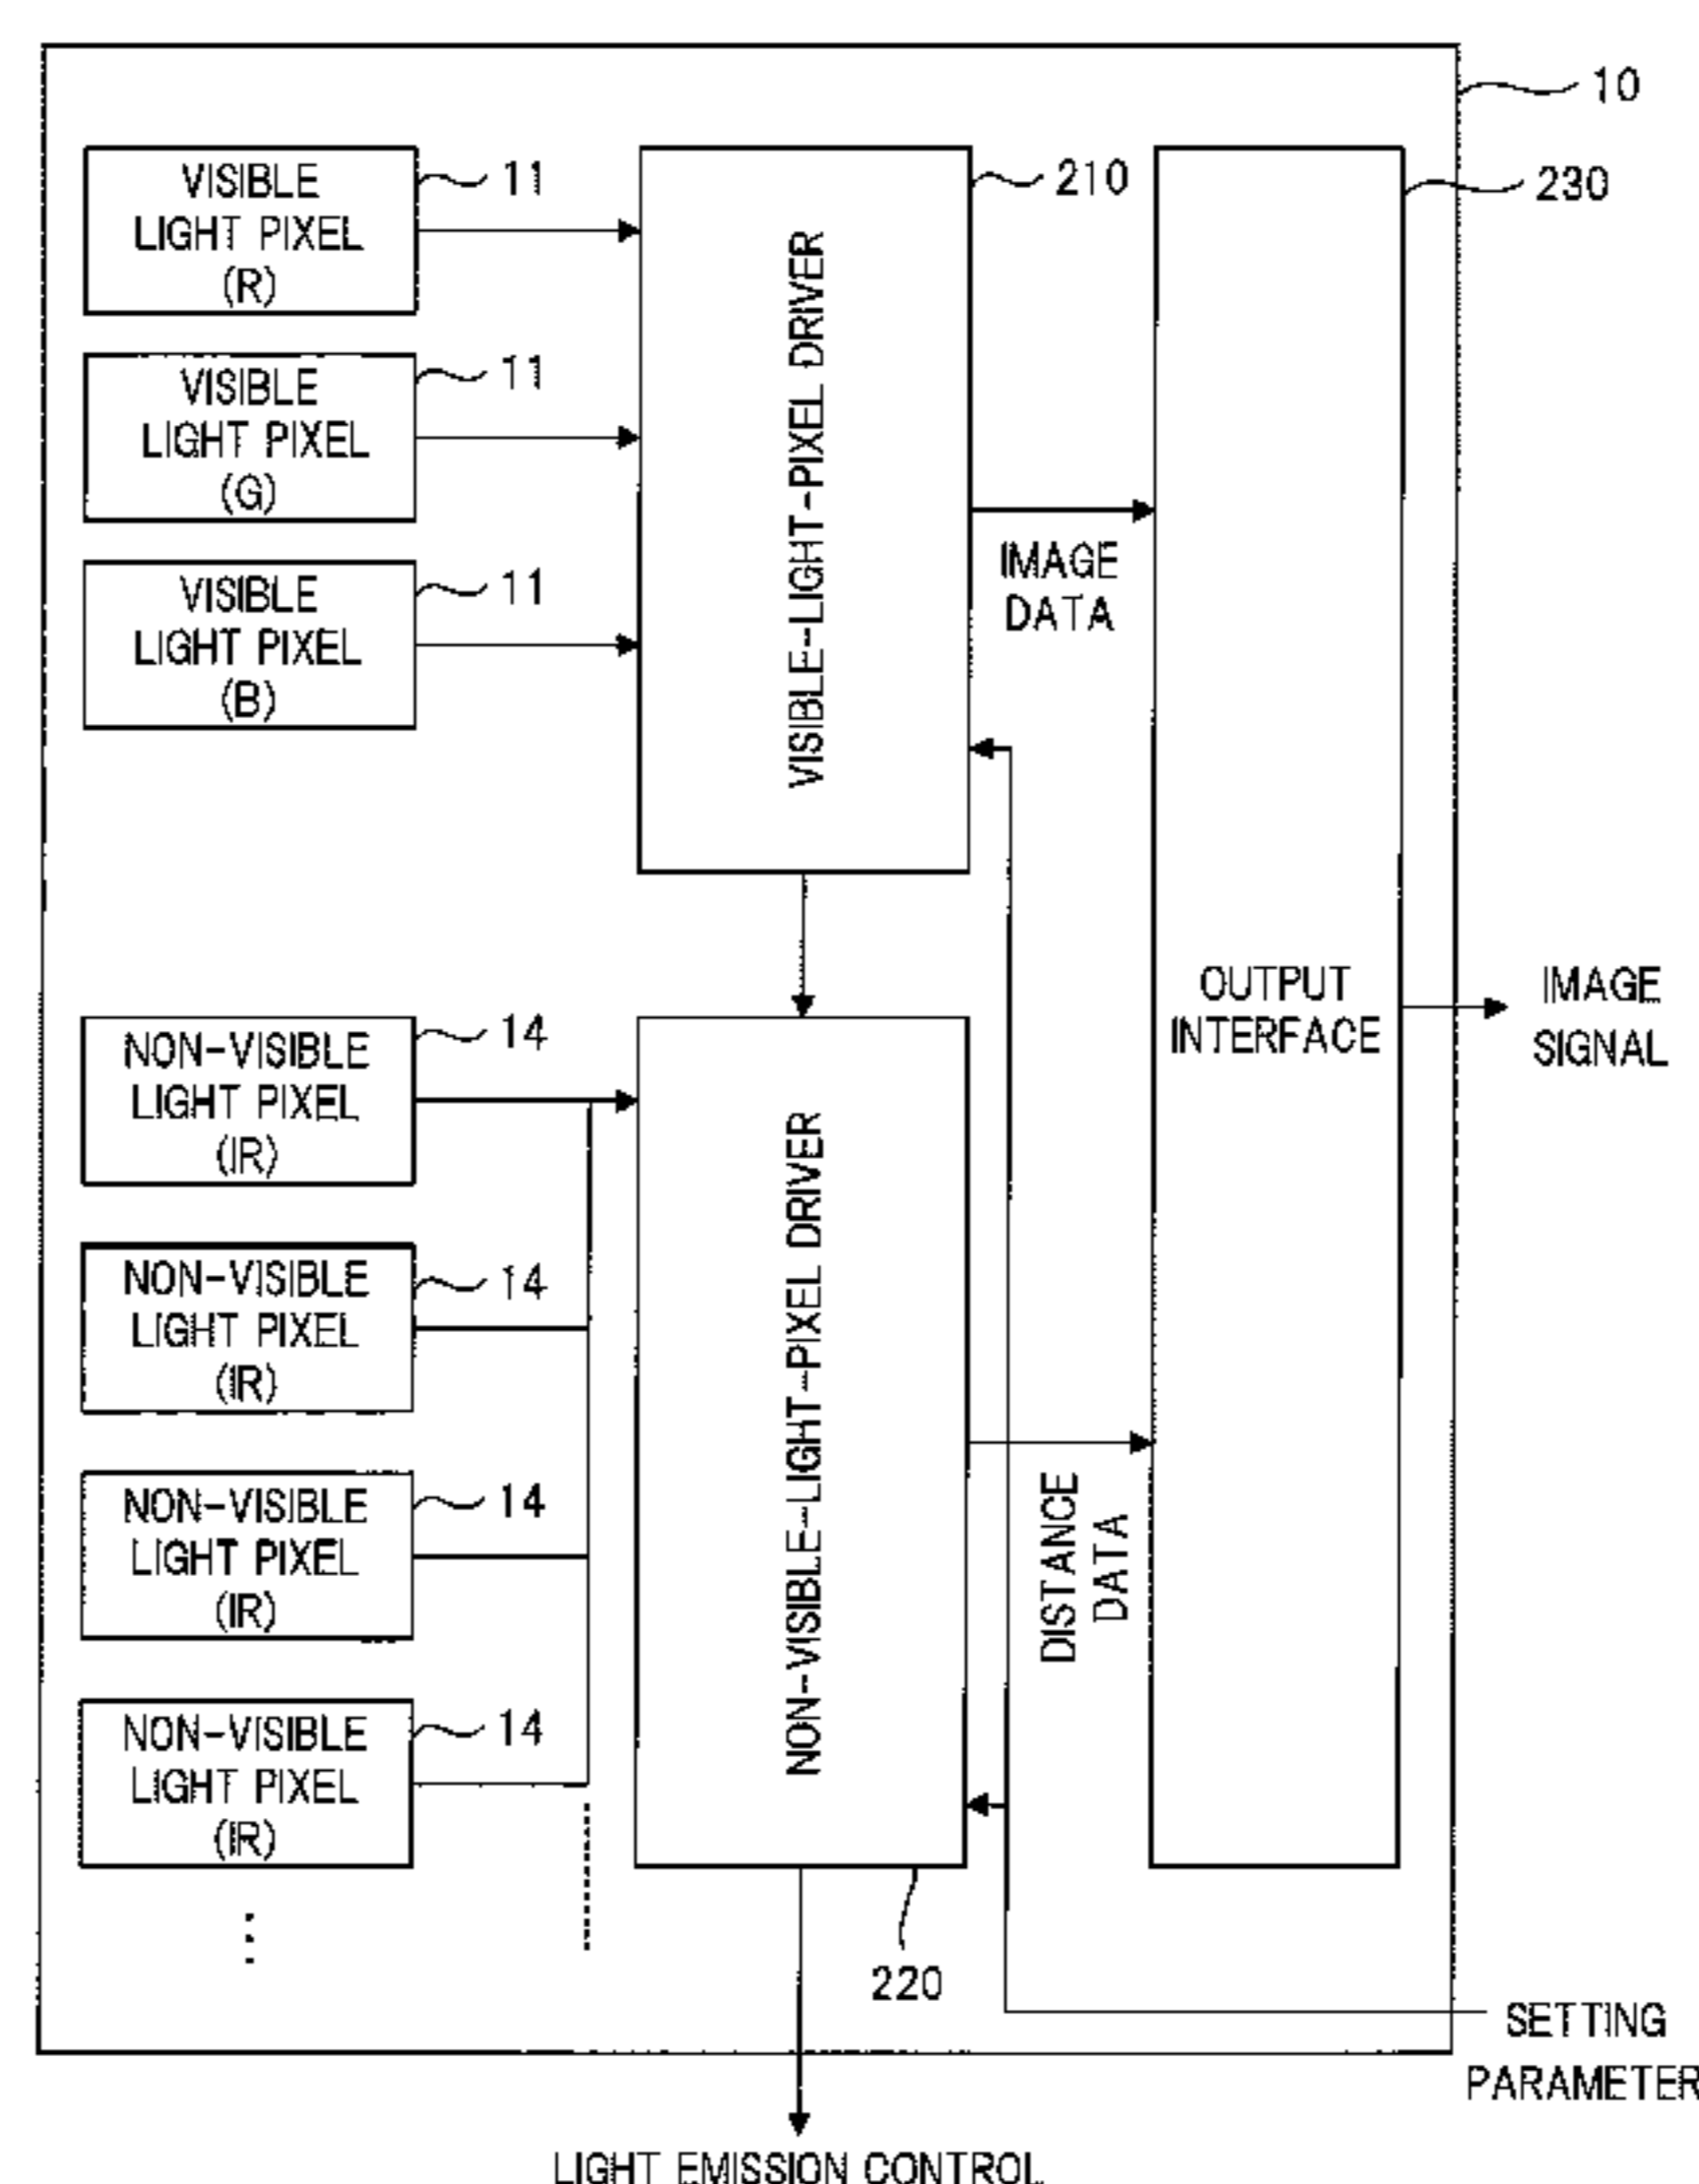 10
VISIBLE
LIGHT PIXEL
(R)
11
210
230
VISIBLE
LIGHT PIXEL
(G)
11
VISIBLE
LIGHT PIXEL
(B)
11
VISIBLE-LIGHT-PIXEL DRIVER
IMAGE
DATA
OUTPUT
INTERFACE
IMAGE
SIGNAL
NON-VISIBLE
LIGHT PIXEL
(IR)
14
NON-VISIBLE
LIGHT PIXEL
(IR)
14
NON-VISIBLE
LIGHT PIXEL
(IR)
14
NON-VISIBLE
LIGHT PIXEL
(IR)
14
NON-VISIBLE-LIGHT-PIXEL DRIVER
DISTANCE
DATA
220
SETTING
PARAMETER
LIGHT EMISSION CONTROL